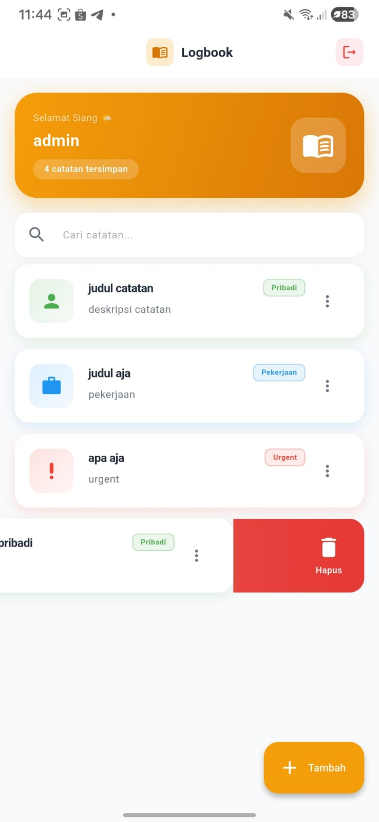 11:44
83
Logbook
Selamat Siang
admin
4 catatan tersimpan
Cari catatan...
judul catatan
Pribadi
deskripsi catatan
judul aja
Pekerjaan
pekerjaan
apa aja
Urgent
urgent
pribadi
Pribadi
Hapus
Tambah